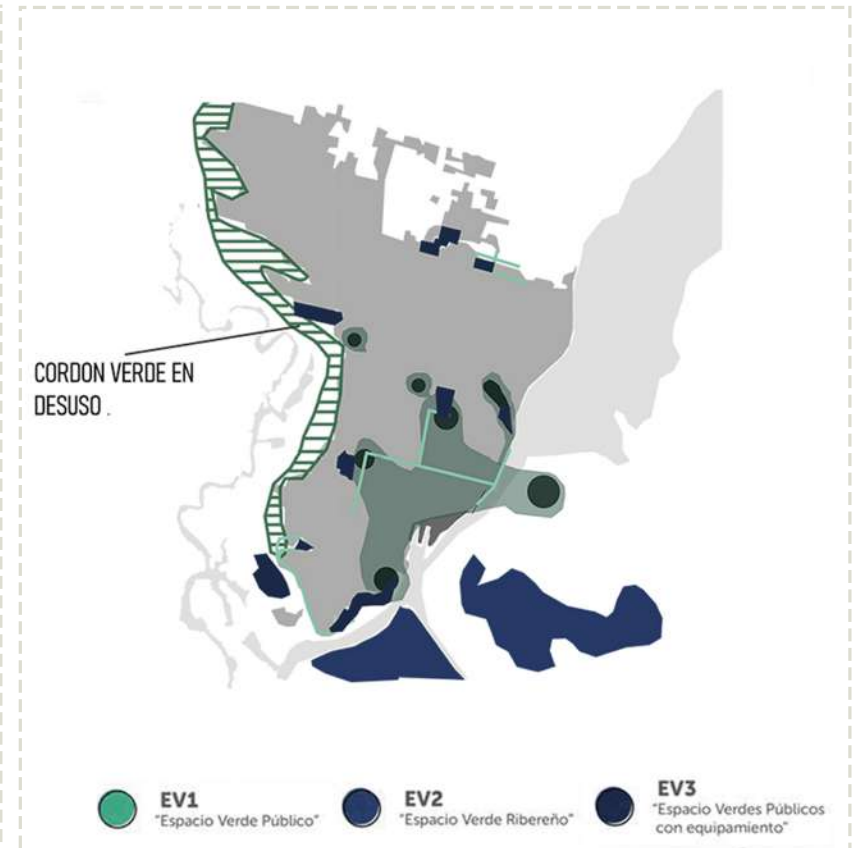 CORDON VERDE EN
DESUSO .
EV1
"Espacio Verde Público"
EV2
"Espacio Verde Ribereño"
EV3
"Espacio Verdes Públicos
con equipamiento"